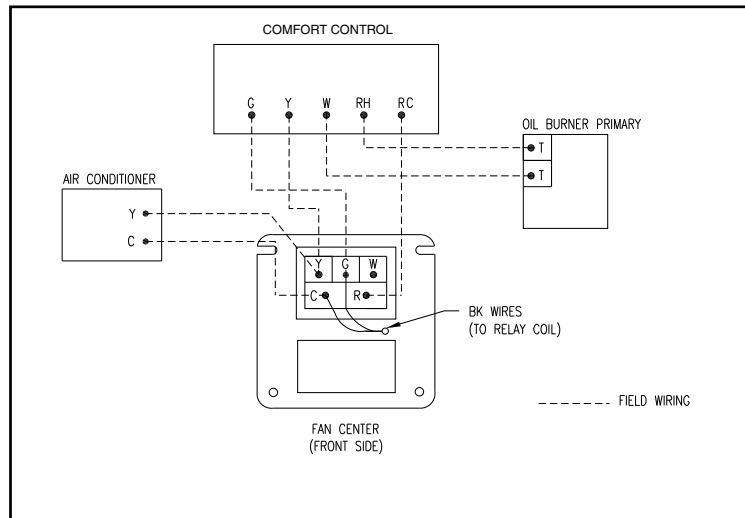 COMFORT CONTROL
G Y W RH RC
OIL BURNER PRIMARY
T
T
AIR CONDITIONER
Y
C
Y G W
C R
BK WIRES
(TO RELAY COIL)
FAN CENTER
(FRONT SIDE)
FIELD WIRING